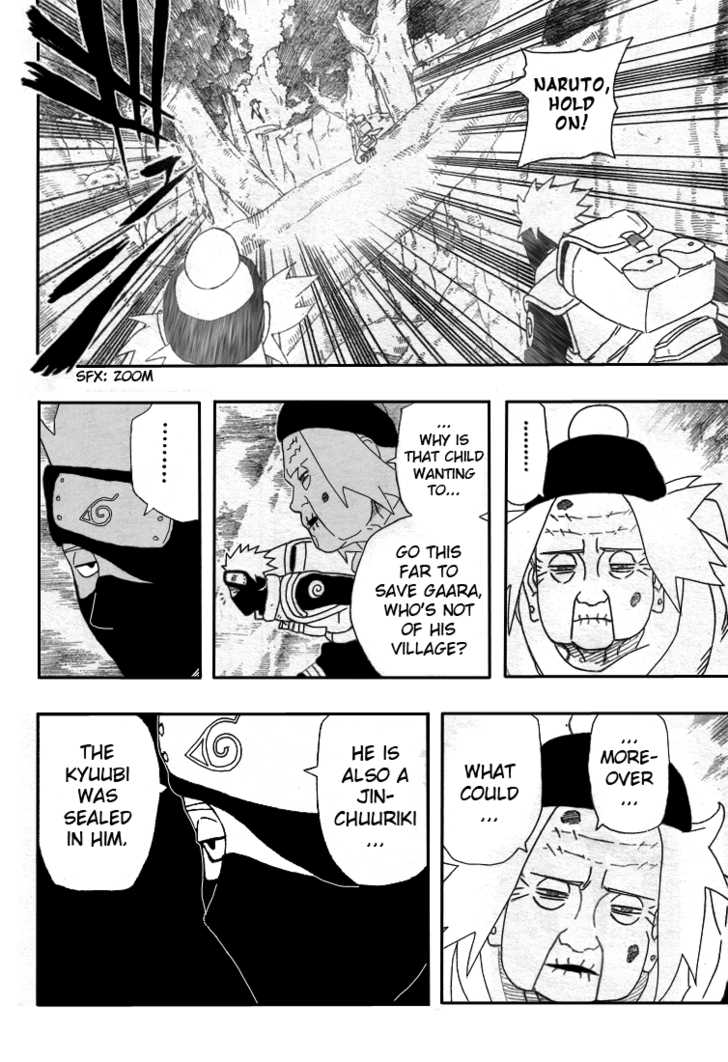 NARUTO,
HOLD
ON!
SFX: ZOOM
.........
...
WHY IS
THAT CHILD
WANTING
TO...
GO THIS
FAR TO
SAVE GAARA,
WHO'S NOT
OF HIS
VILLAGE?
.........
...
MORE-
OVER
...
WHAT
COULD
...
HE IS
ALSO A
JIN-
CHUURIKI
...
THE
KYUUBI
WAS
SEALED
IN HIM.